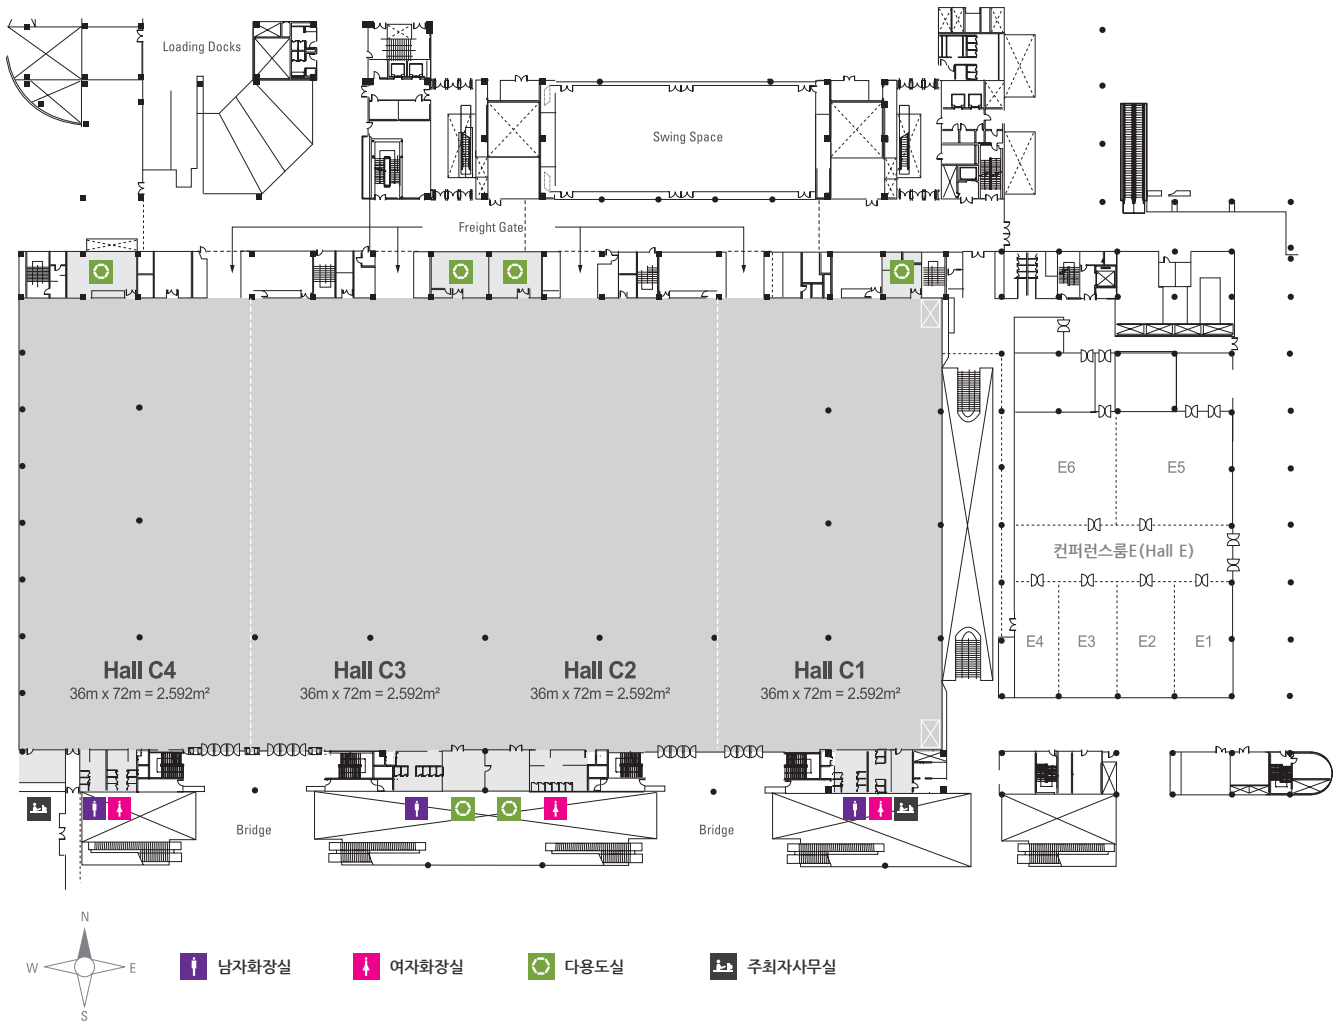 Loading Docks
Swing Space
Freight Gate
E6
E5
컨퍼런스룸E(Hall E)
E4
E3
E2
E1
Hall C4
36m x 72m = 2.592m²
Hall C3
36m x 72m = 2.592m²
Hall C2
36m x 72m = 2.592m²
Hall C1
36m x 72m = 2.592m²
Bridge
Bridge
N
W
E
S
남자화장실
여자화장실
다용도실
주최자사무실